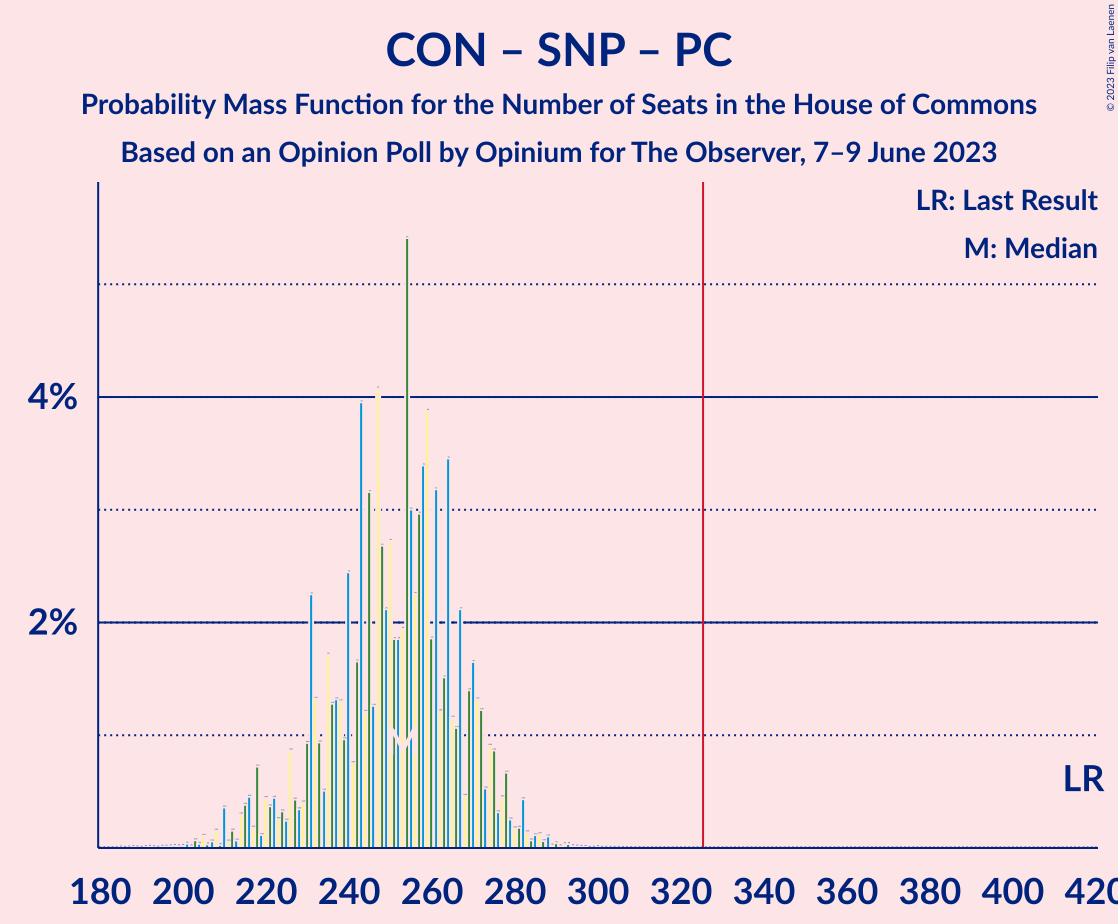 CON – SNP – PC
Probability Mass Function for the Number of Seats in the House of Commons
Based on an Opinion Poll by Opinium for The Observer, 7–9 June 2023
© 2023 Filip van Laenen
LR: Last Result
M: Median
4%
2%
M
LR
180 200 220 240 260 280 300 320 340 360 380 400 420